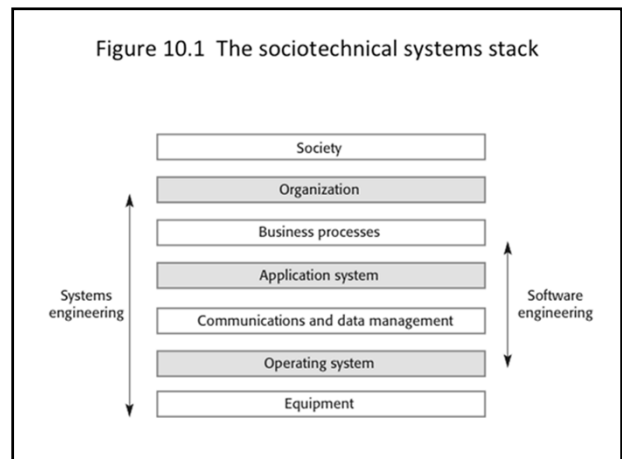 Figure 10.1 The sociotechnical systems stack
Society
Organization
Business processes
Application system
Systems
engineering
Software
engineering
Communications and data management
Operating system
Equipment